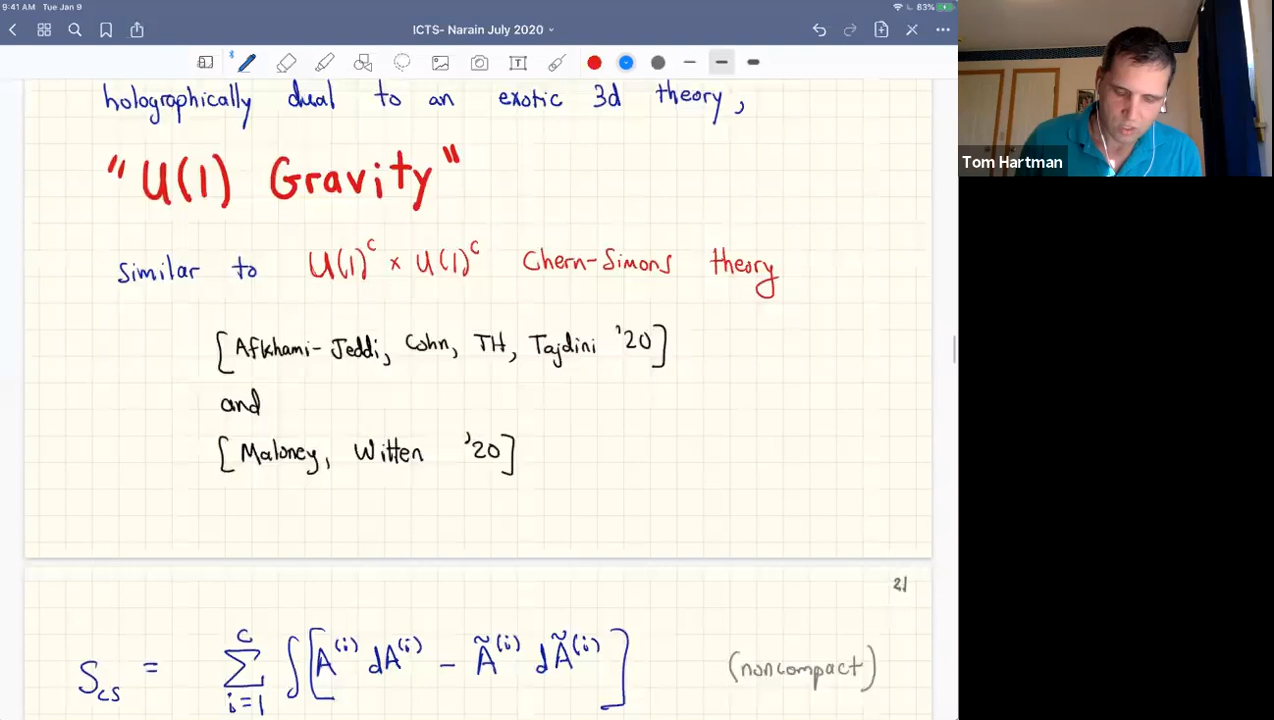 9:41 AM Tue Jan 9
83%
ICTS- Narain July 2020
holographically dual to an exotic 3d theory,
"U(1) Gravity"
similar to U(1)^c × U(1)^c Chern-Simons theory
[Afkhami-Jeddi, Cohn, TH, Tajdini '20]
and
[Maloney, Witten '20]
21
S_CS = ∑_{i=1}^{c} ∫ [A^(i) dA^(i) − Ã^(i) dÃ^(i)] (noncompact)
Tom Hartman